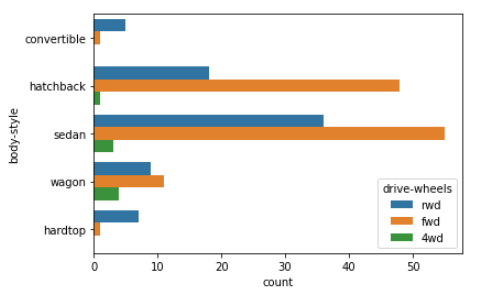 convertible
hatchback
sedan
wagon
hardtop
body-style
drive-wheels
rwd
fwd
4wd
0 10 20 30 40 50
count